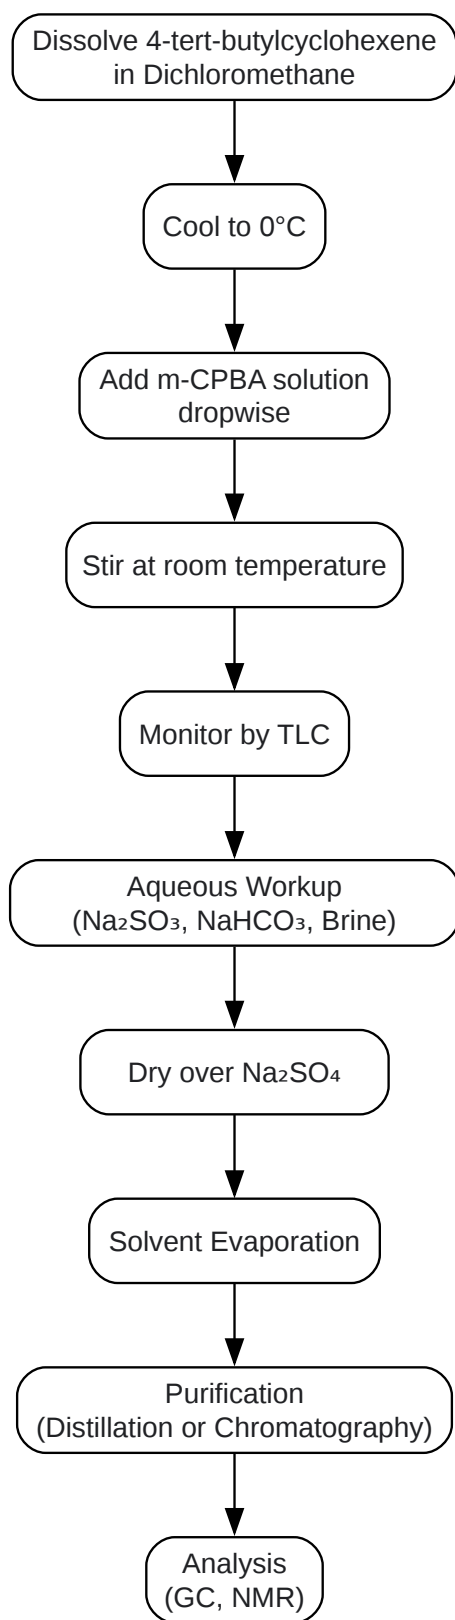 Dissolve 4-tert-butylcyclohexene
in Dichloromethane
Cool to 0°C
Add m-CPBA solution
dropwise
Stir at room temperature
Monitor by TLC
Aqueous Workup
(Na₂SO₃, NaHCO₃, Brine)
Dry over Na₂SO₄
Solvent Evaporation
Purification
(Distillation or Chromatography)
Analysis
(GC, NMR)